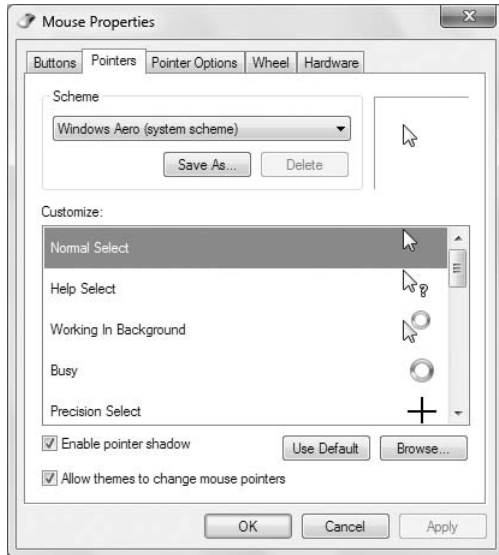 Mouse Properties
Buttons Pointers Pointer Options Wheel Hardware
Scheme
Windows Aero (system scheme)
Save As... Delete
Customize:
Normal Select
Help Select
Working In Background
Busy
Precision Select
Enable pointer shadow
Use Default Browse...
Allow themes to change mouse pointers
OK Cancel Apply